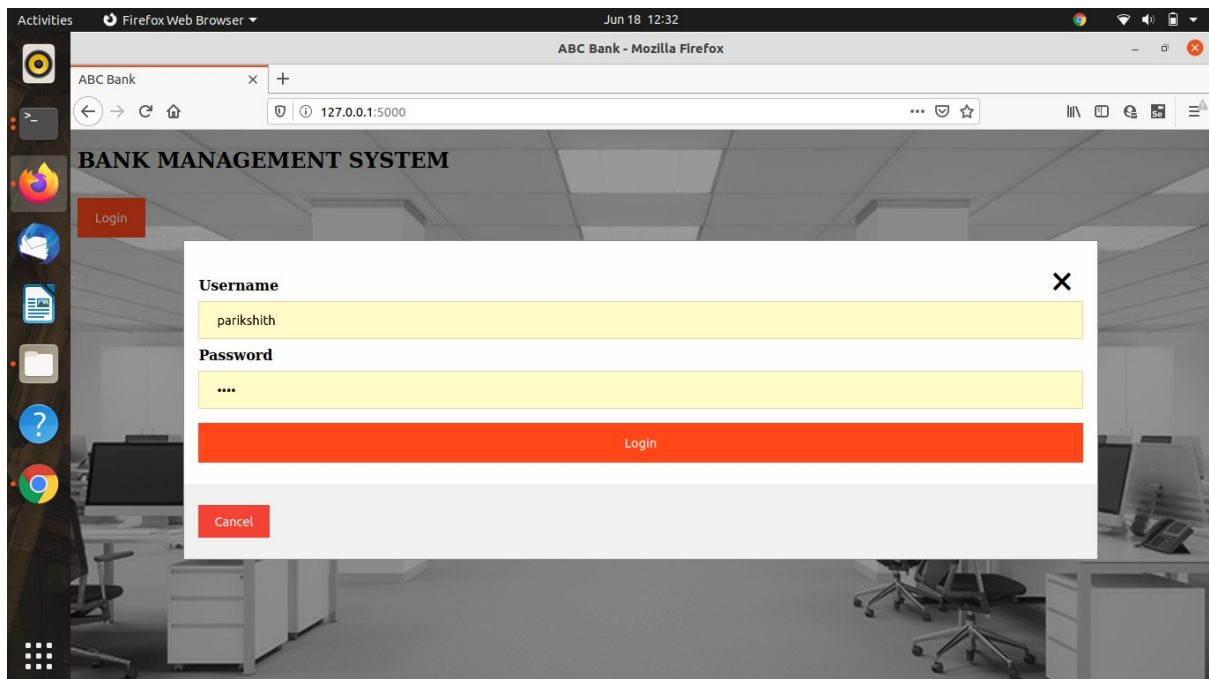 Activities Firefox Web Browser Jun 18 12:32
ABC Bank - Mozilla Firefox
ABC Bank
127.0.0.1:5000
Se
BANK MANAGEMENT SYSTEM
Login
Username
parikshith
Password
••••
Login
Cancel